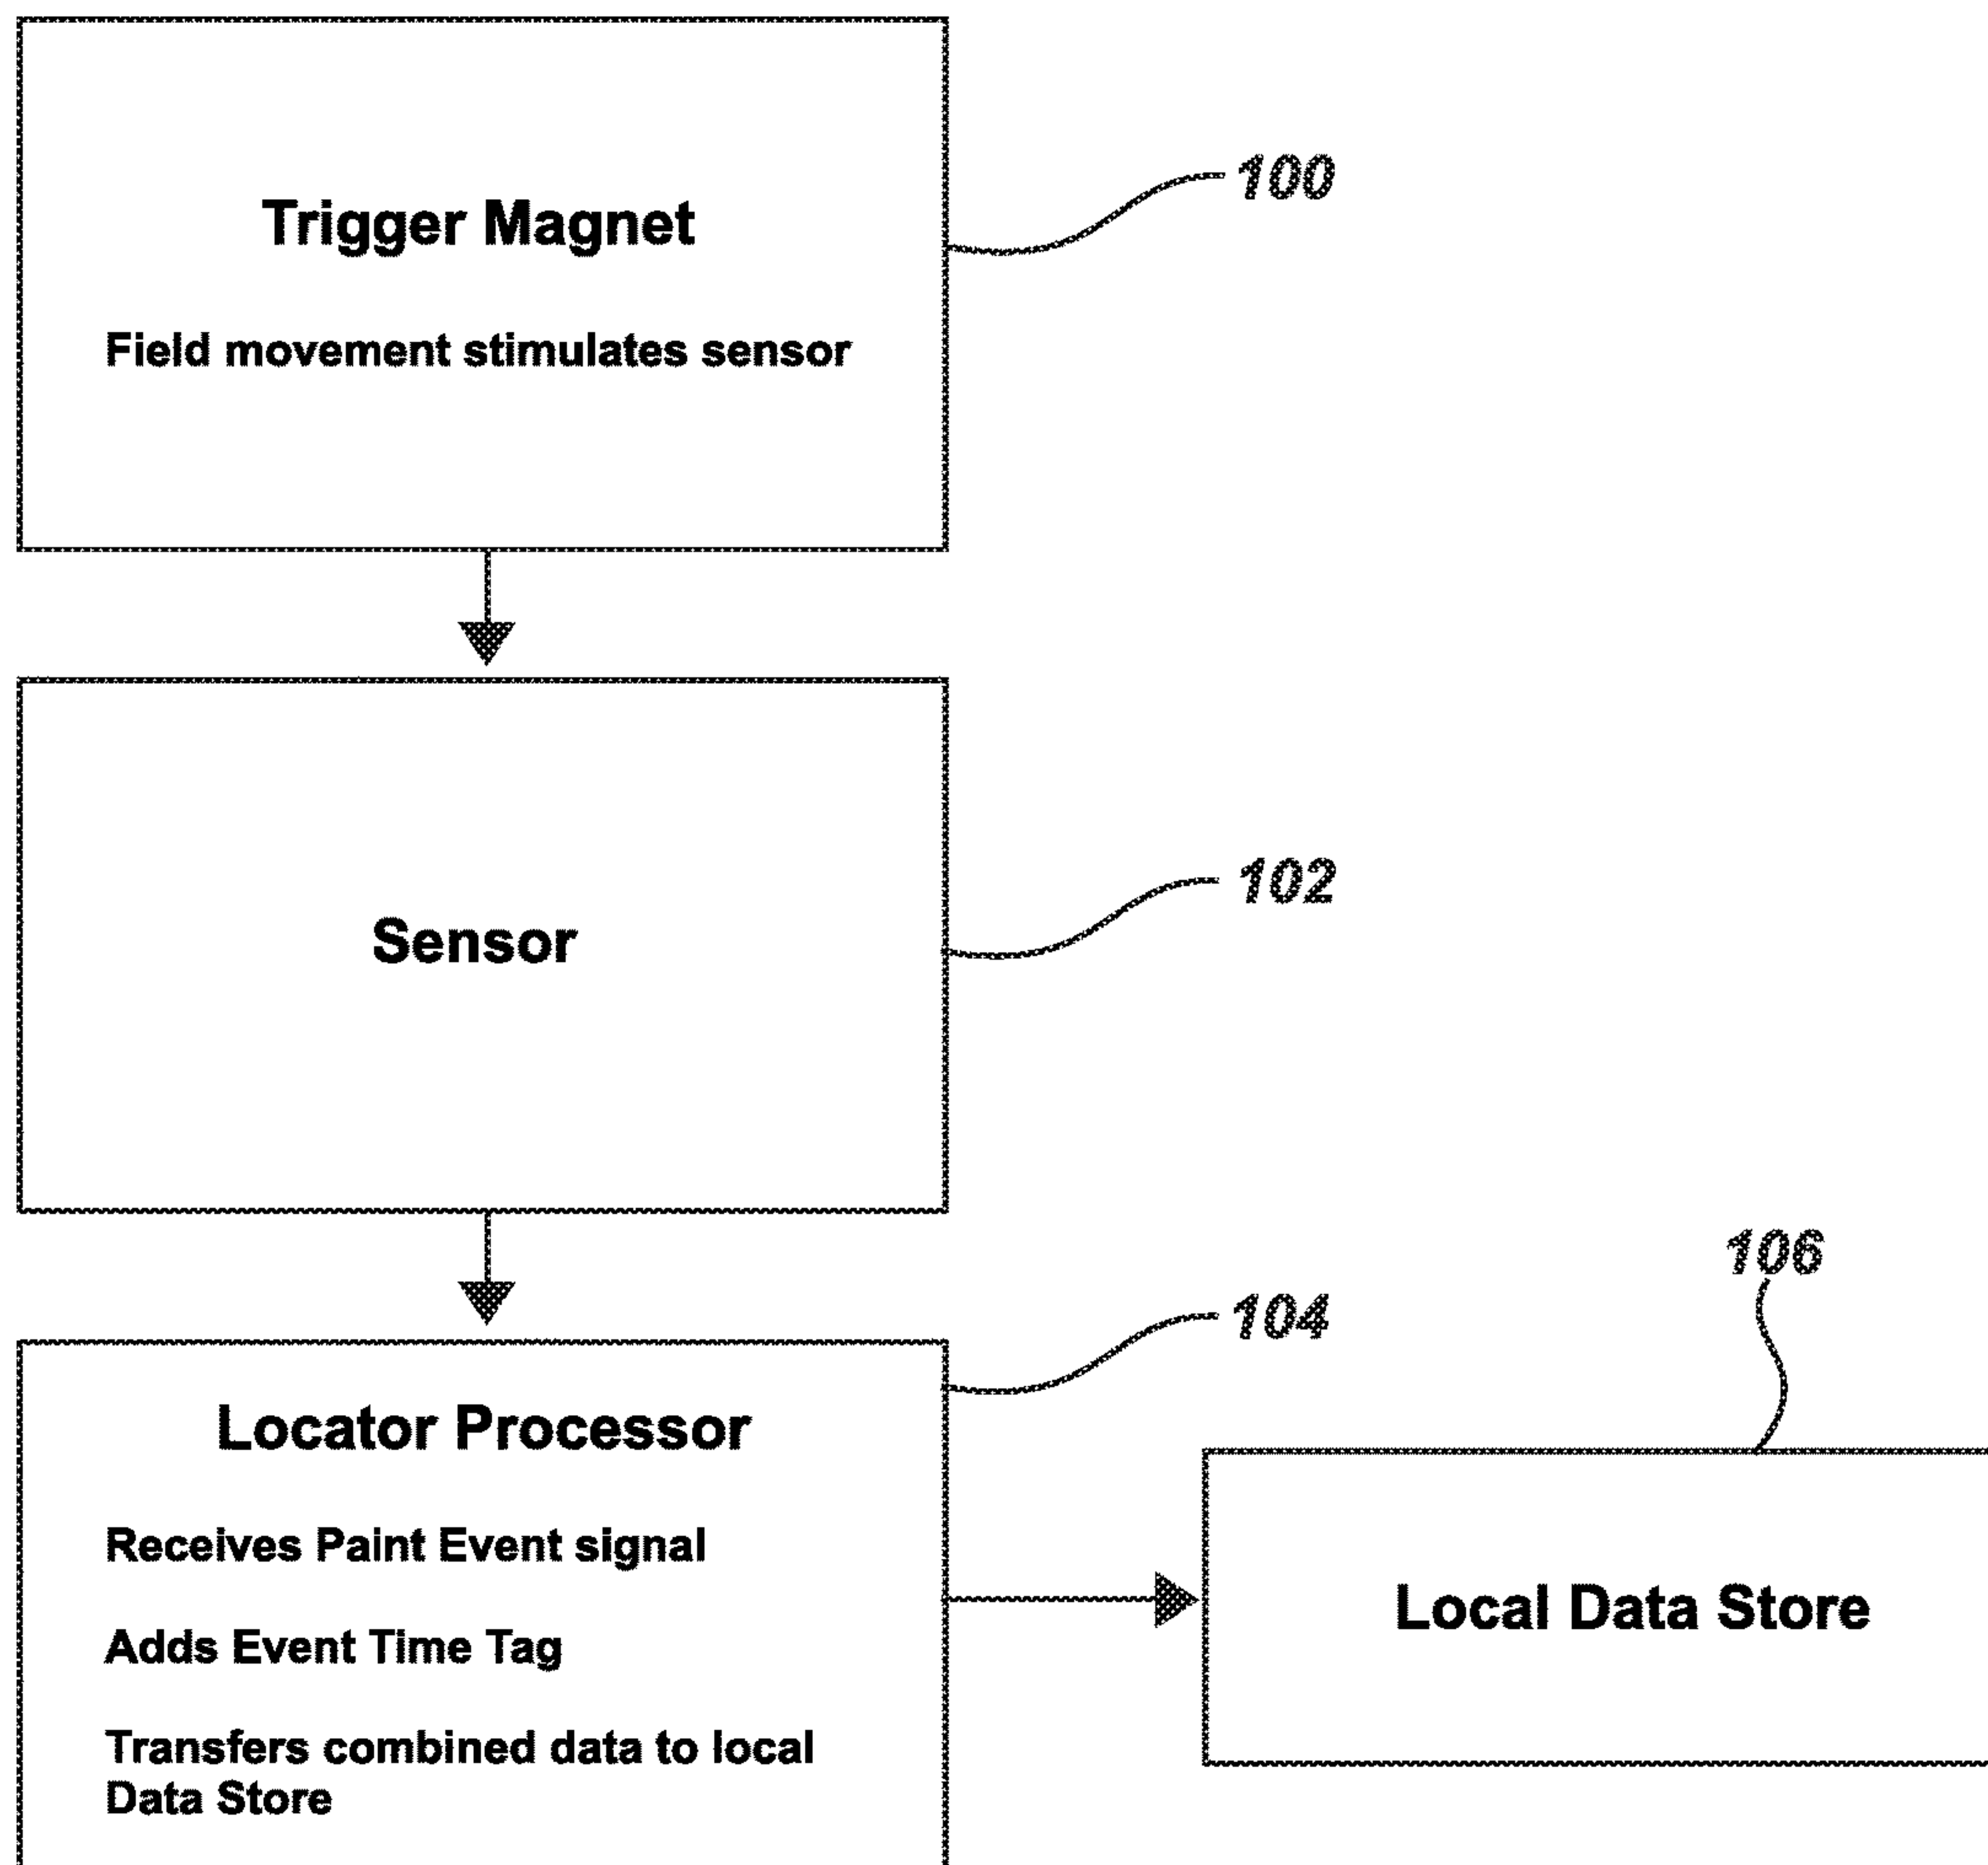 Trigger Magnet
100
Field movement stimulates sensor
Sensor
102
106
104
Locator Processor
Receives Paint Event signal
Adds Event Time Tag
Transfers combined data to local
Data Store
Local Data Store